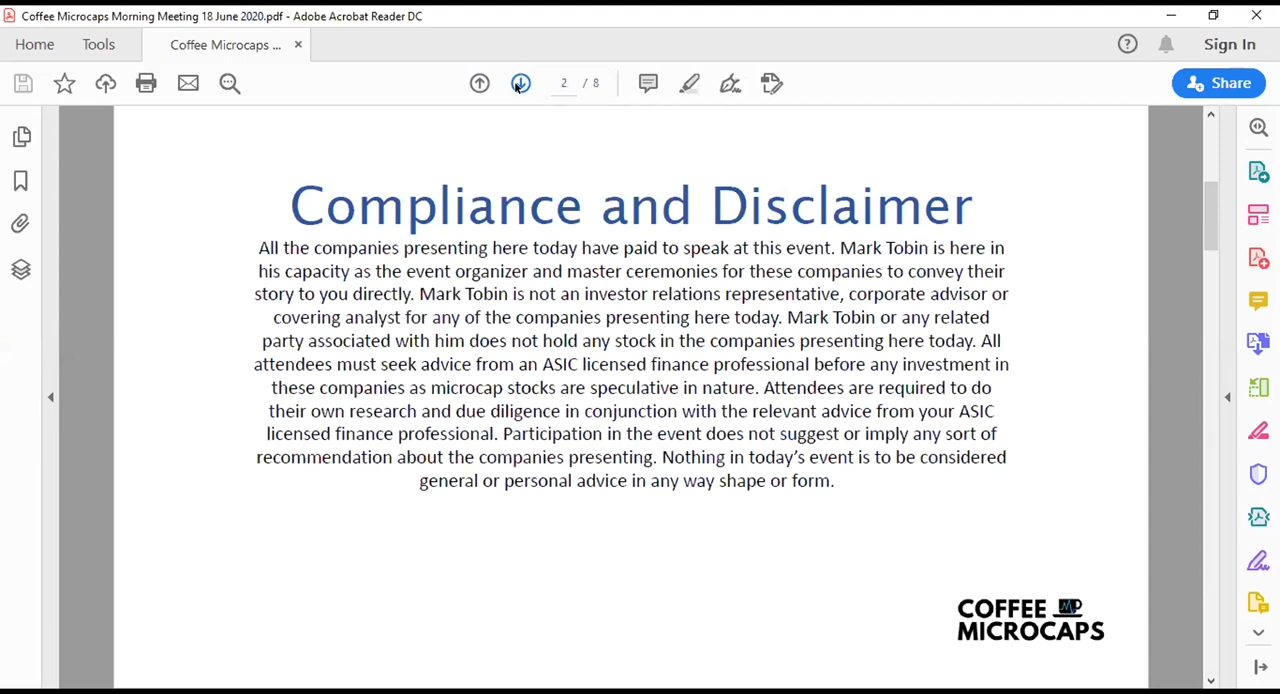 Coffee Microcaps Morning Meeting 18 June 2020.pdf - Adobe Acrobat Reader DC
Home Tools Coffee Microcaps ... Sign In
2 / 8 Share
Compliance and Disclaimer
All the companies presenting here today have paid to speak at this event. Mark Tobin is here in
his capacity as the event organizer and master ceremonies for these companies to convey their
story to you directly. Mark Tobin is not an investor relations representative, corporate advisor or
covering analyst for any of the companies presenting here today. Mark Tobin or any related
party associated with him does not hold any stock in the companies presenting here today. All
attendees must seek advice from an ASIC licensed finance professional before any investment in
these companies as microcap stocks are speculative in nature. Attendees are required to do
their own research and due diligence in conjunction with the relevant advice from your ASIC
licensed finance professional. Participation in the event does not suggest or imply any sort of
recommendation about the companies presenting. Nothing in today's event is to be considered
general or personal advice in any way shape or form.
COFFEE
MICROCAPS